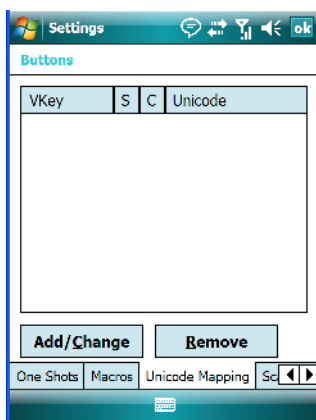 Settings ok
Buttons
VKey S C Unicode
Add/Change Remove
One Shots Macros Unicode Mapping Sc